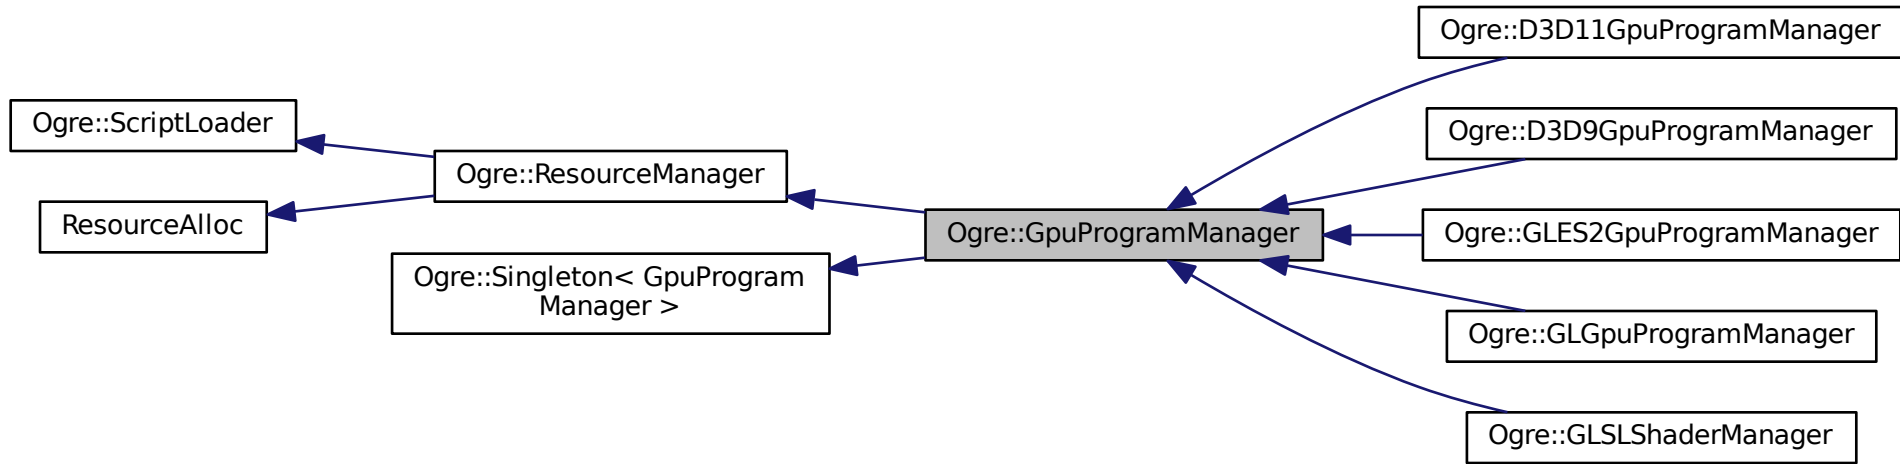 Ogre::ScriptLoader
ResourceAlloc
Ogre::ResourceManager
Ogre::Singleton< GpuProgram
Manager >
Ogre::GpuProgramManager
Ogre::D3D11GpuProgramManager
Ogre::D3D9GpuProgramManager
Ogre::GLES2GpuProgramManager
Ogre::GLGpuProgramManager
Ogre::GLSLShaderManager